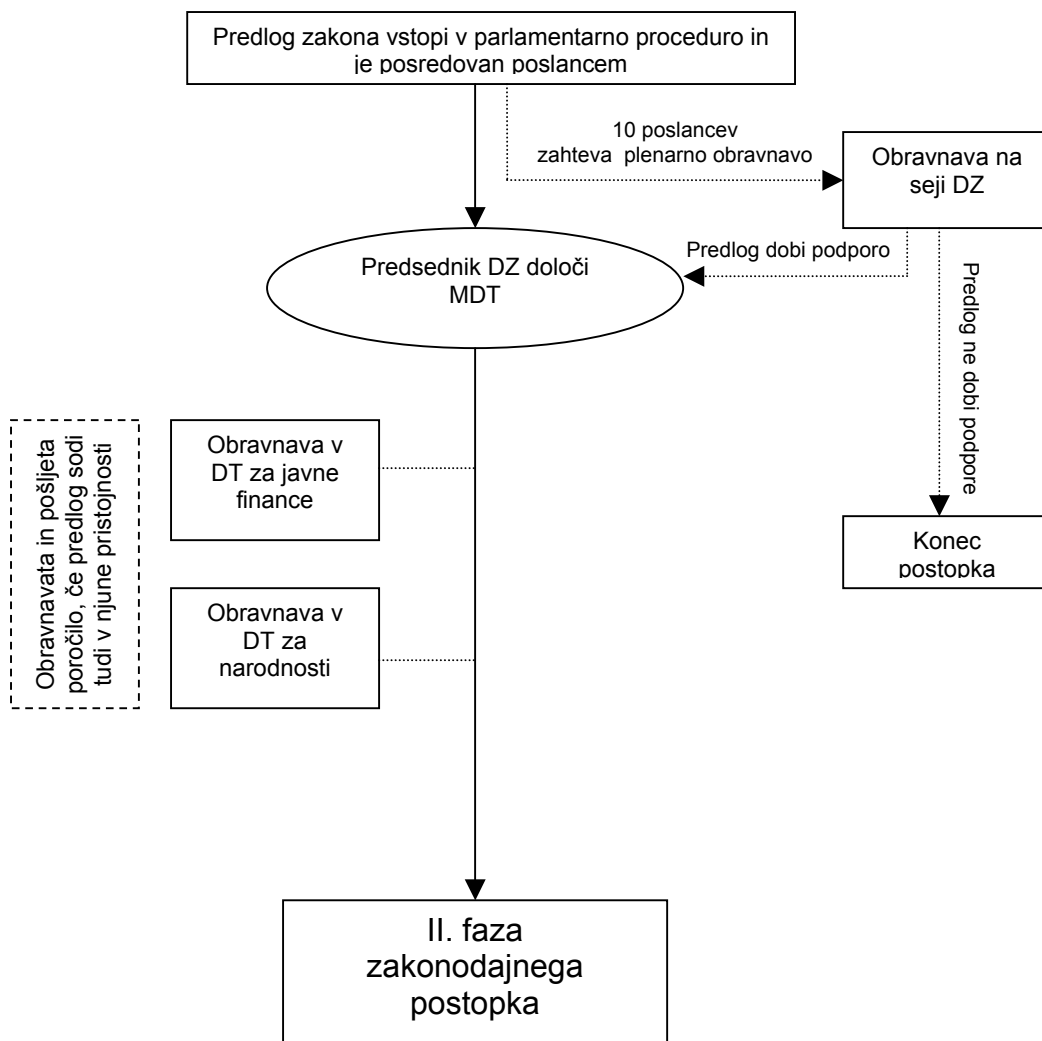 Predlog zakona vstopi v parlamentarno proceduro in
je posredovan poslancem
10 poslancev
zahteva plenarno obravnavo
Obravnava na
seji DZ
Predlog dobi podporo
Predsednik DZ določi
MDT
Predlog ne dobi podpore
Obravnavata in pošljeta
poročilo, če predlog sodi
tudi v njune pristojnosti
Obravnava v
DT za javne
finance
Konec
postopka
Obravnava v
DT za
narodnosti
II. faza
zakonodajnega
postopka